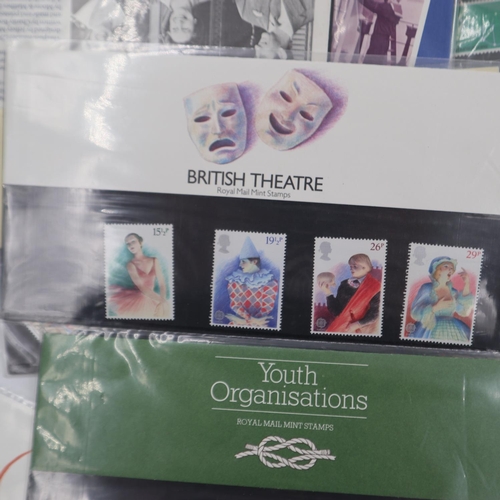 BRITISH THEATRE
Royal Mail Mint Stamps
15½P
19½P
26P
29P
Youth
Organisations
ROYAL MAIL MINT STAMPS